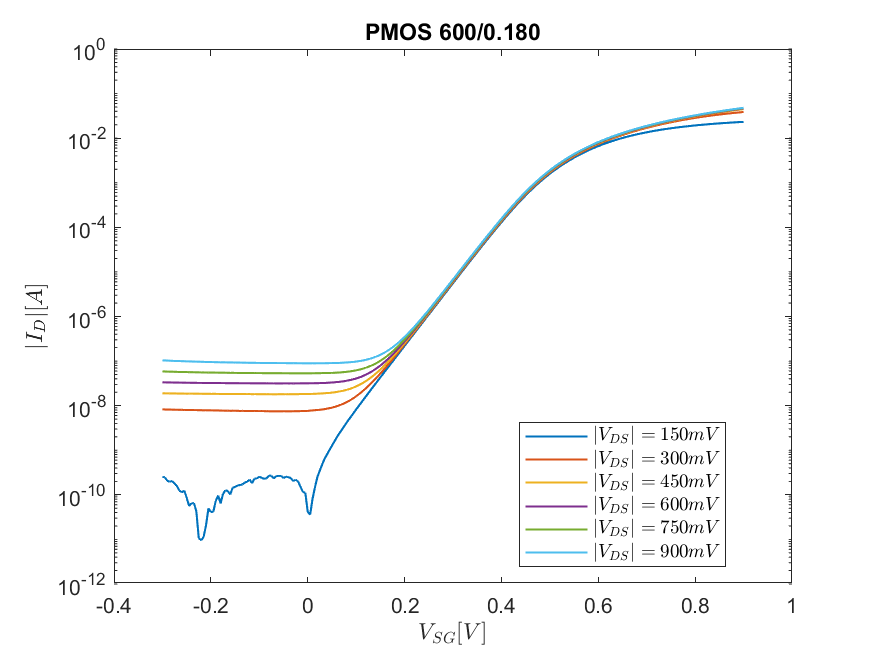 PMOS 600/0.180
10^0
10^-2
10^-4
10^-6
10^-8
10^-10
10^-12
|I_D|[A]
-0.4 -0.2 0 0.2 0.4 0.6 0.8 1
V_SG[V]
|V_DS| = 150mV
|V_DS| = 300mV
|V_DS| = 450mV
|V_DS| = 600mV
|V_DS| = 750mV
|V_DS| = 900mV